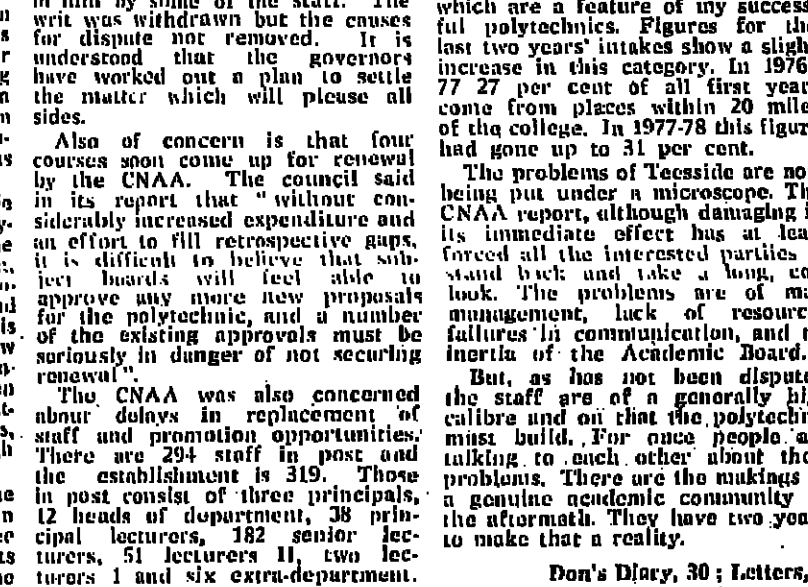 in him by some of the staff. The
writ was withdrawn but the causes
for dispute not removed. It is
understood that the governors
have worked out a plan to settle
the matter which will please all
sides.
Also of concern is that four
courses soon come up for renewal
by the CNAA. The council said
in its report that "without con-
siderably increased expenditure and
an effort to fill retrospective gaps,
it is difficult to believe that sub-
ject boards will feel able to
approve any more new proposals
for the polytechnic, and a number
of the existing approvals must be
seriously in danger of not securing
renewal".
The CNAA was also concerned
about delays in replacement of
staff and promotion opportunities.
There are 294 staff in post and
the establishment is 319. Those
in post consist of three principals,
12 heads of department, 38 prin-
cipal lecturers, 182 senior lec-
turers, 51 lecturers II, two lec-
turers 1 and six extra-department.
which are a feature of my success-
ful polytechnics. Figures for the
last two years' intakes show a sligh
increase in this category. In 1976
77 27 per cent of all first year
come from places within 20 mile
of the college. In 1977-78 this figur
had gone up to 31 per cent.
The problems of Teesside are no
being put under a microscope. Th
CNAA report, although damaging i
its immediate effect has at lea
forced all the interested parties
stand back and take a long, co
look. The problems are of ma
management, lack of resourc
failures in communication, and t
inertia of the Academic Board.
But, as has not been dispute
the staff are of a generally hi
calibre and on that the polytechn
must build. For once people a
talking to each other about the
problems. There are the makings
a genuine academic community
the aftermath. They have two yea
to make that a reality.
Don's Diary, 30; Letters,